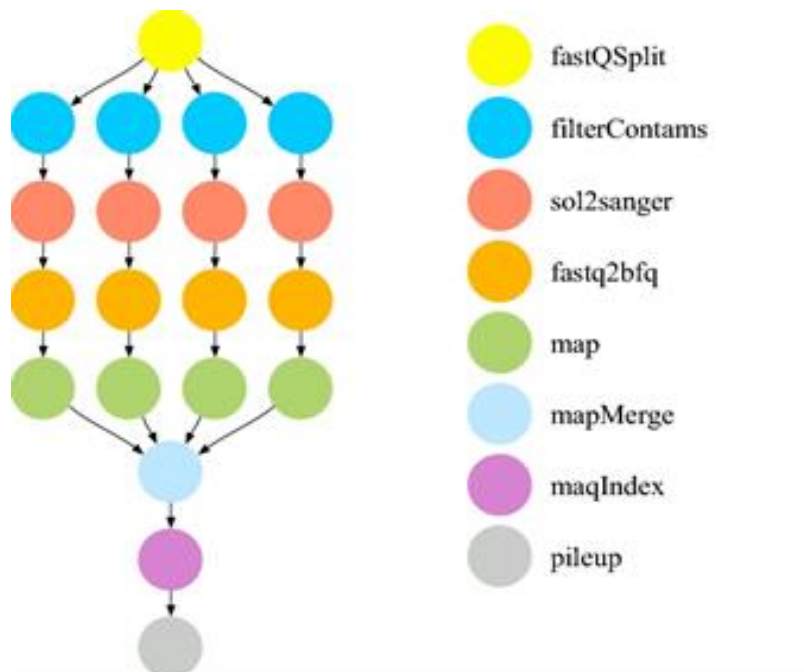 fastQSplit
filterContams
sol2sanger
fastq2bfq
map
mapMerge
maqIndex
pileup